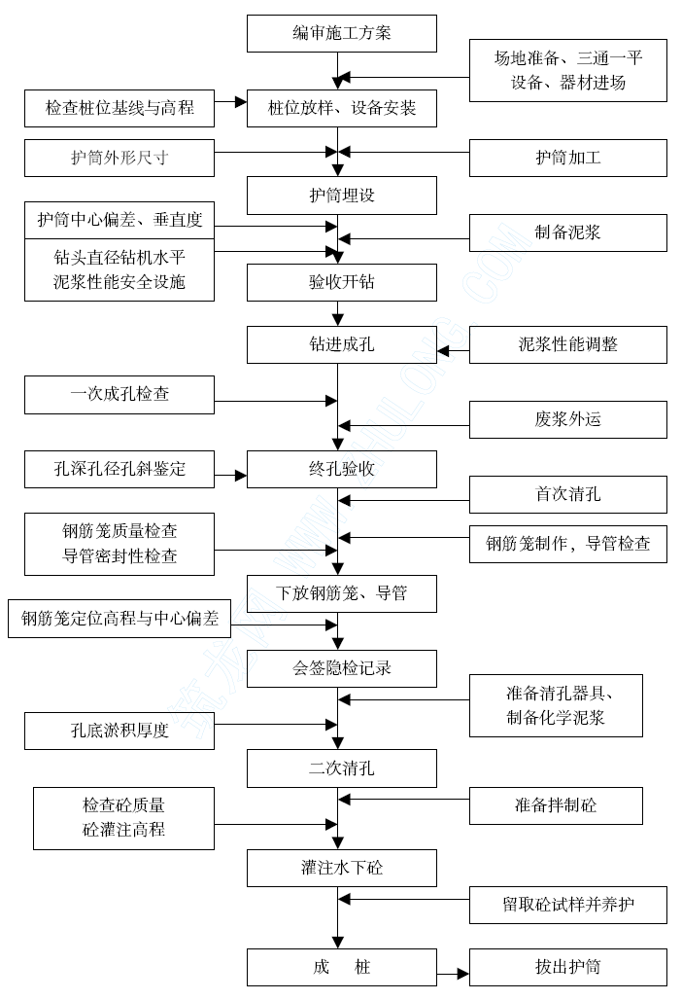 编审施工方案
场地准备、三通一平
设备、器材进场
检查桩位基线与高程
桩位放样、设备安装
护筒外形尺寸
护筒加工
护筒埋设
护筒中心偏差、垂直度
制备泥浆
钻头直径钻机水平
泥浆性能安全设施
验收开钻
钻进成孔
泥浆性能调整
一次成孔检查
废浆外运
孔深孔径孔斜鉴定
终孔验收
首次清孔
钢筋笼质量检查
导管密封性检查
钢筋笼制作，导管检查
下放钢筋笼、导管
钢筋笼定位高程与中心偏差
会签隐检记录
准备清孔器具、
制备化学泥浆
孔底淤积厚度
二次清孔
检查砼质量
砼灌注高程
准备拌制砼
灌注水下砼
留取砼试样并养护
成 桩
拔出护筒
筑龙网 WWW.ZHULONG.COM